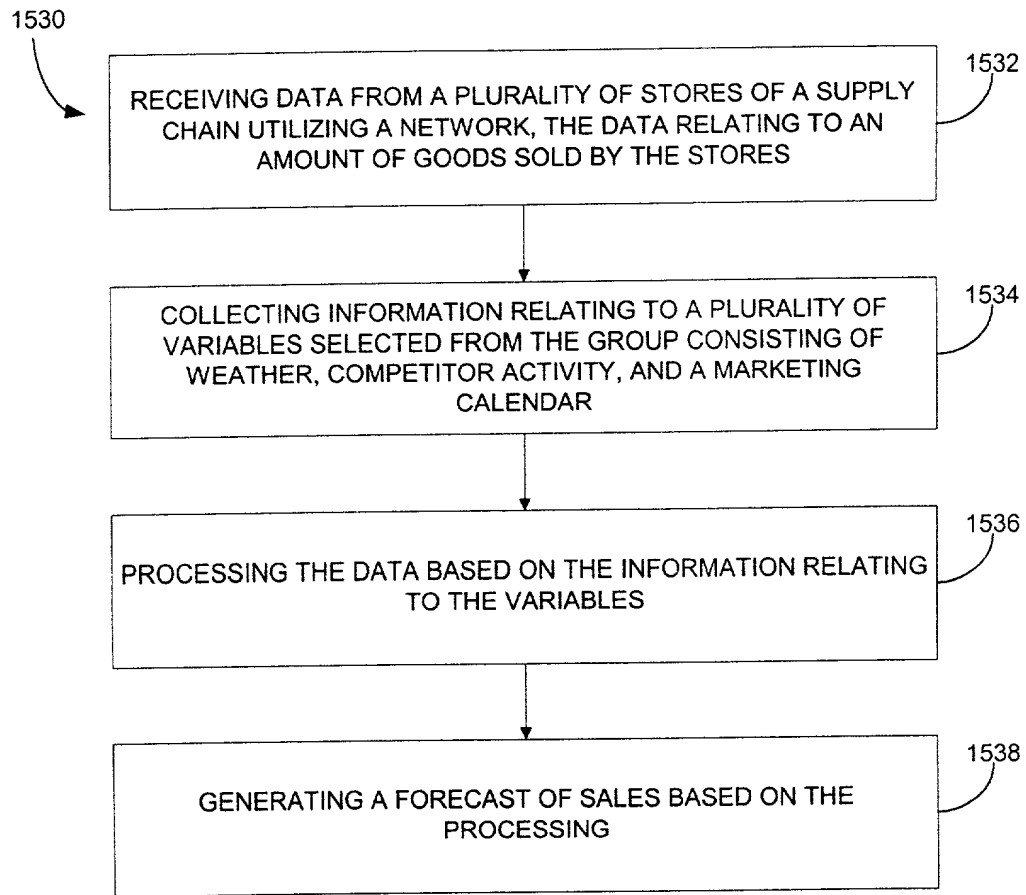 1530
1532
RECEIVING DATA FROM A PLURALITY OF STORES OF A SUPPLY
CHAIN UTILIZING A NETWORK, THE DATA RELATING TO AN
AMOUNT OF GOODS SOLD BY THE STORES
1534
COLLECTING INFORMATION RELATING TO A PLURALITY OF
VARIABLES SELECTED FROM THE GROUP CONSISTING OF
WEATHER, COMPETITOR ACTIVITY, AND A MARKETING
CALENDAR
1536
PROCESSING THE DATA BASED ON THE INFORMATION RELATING
TO THE VARIABLES
1538
GENERATING A FORECAST OF SALES BASED ON THE
PROCESSING